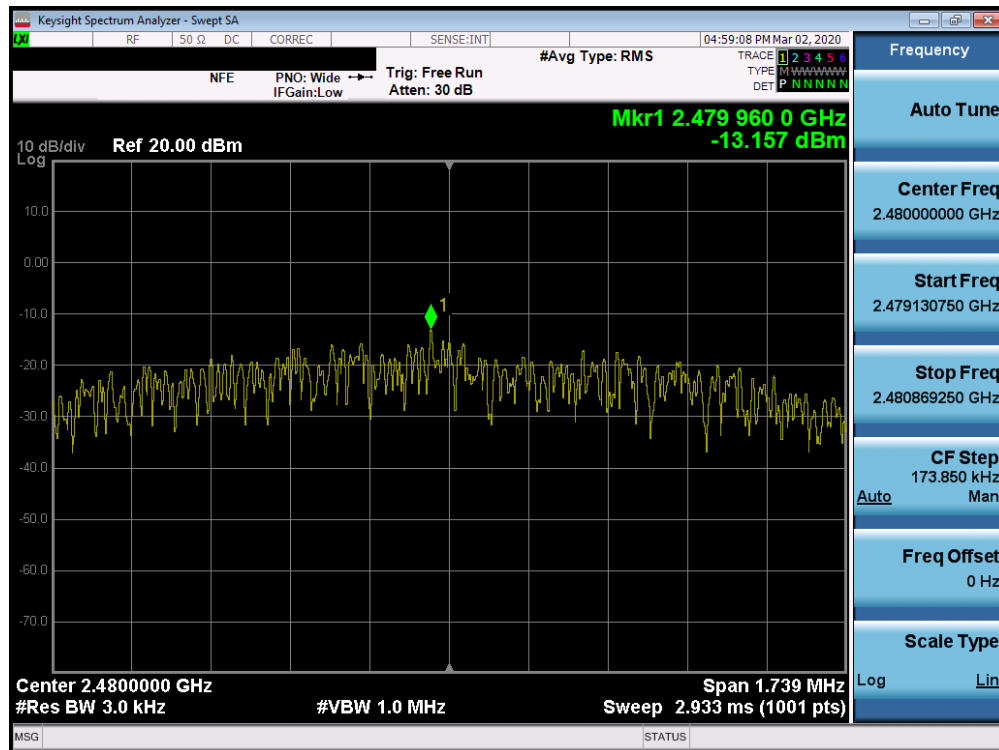 Keysight Spectrum Analyzer - Swept SA
LXI RF 50 Ω DC CORREC SENSE:INT 04:59:08 PM Mar 02, 2020
NFE PNO: Wide Trig: Free Run #Avg Type: RMS TRACE 1 2 3 4 5 6
IFGain:Low Atten: 30 dB TYPE M WWWWW
DET P N N N N N
Mkr1 2.479 960 0 GHz
-13.157 dBm
10 dB/div Ref 20.00 dBm
Log
10.0
0.00
-10.0
1
-20.0
-30.0
-40.0
-50.0
-60.0
-70.0
Center 2.4800000 GHz Span 1.739 MHz
#Res BW 3.0 kHz #VBW 1.0 MHz Sweep 2.933 ms (1001 pts)
MSG STATUS
Frequency
Auto Tune
Center Freq
2.480000000 GHz
Start Freq
2.479130750 GHz
Stop Freq
2.480869250 GHz
CF Step
173.850 kHz
Auto Man
Freq Offset
0 Hz
Scale Type
Log Lin